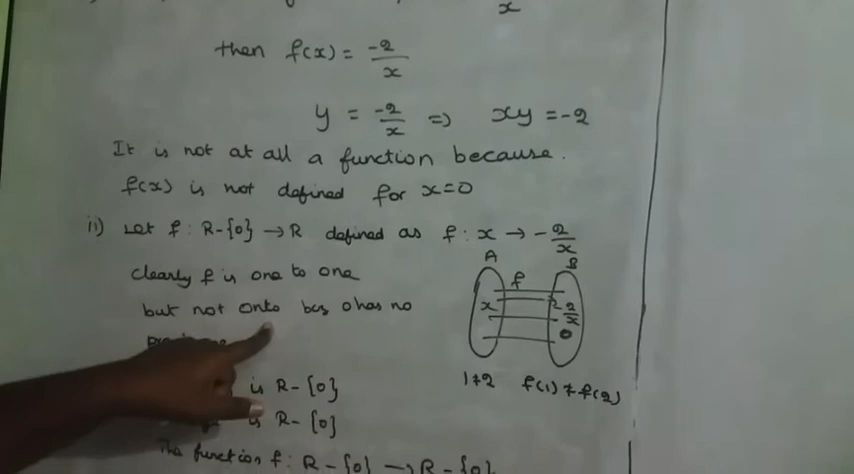 x
then f(x) = -2/x
y = -2/x => xy = -2
It is not at all a function because.
f(x) is not defined for x=0
ii) Let f: R-{0} → R defined as f: x → -2/x
clearly f is one to one
but not onto bcs 0 has no
is R-{0}
is R-{0}
The function f: R-{0} → R-{0}
A f B
x 2/x
0
1≠2 f(1)≠f(2)